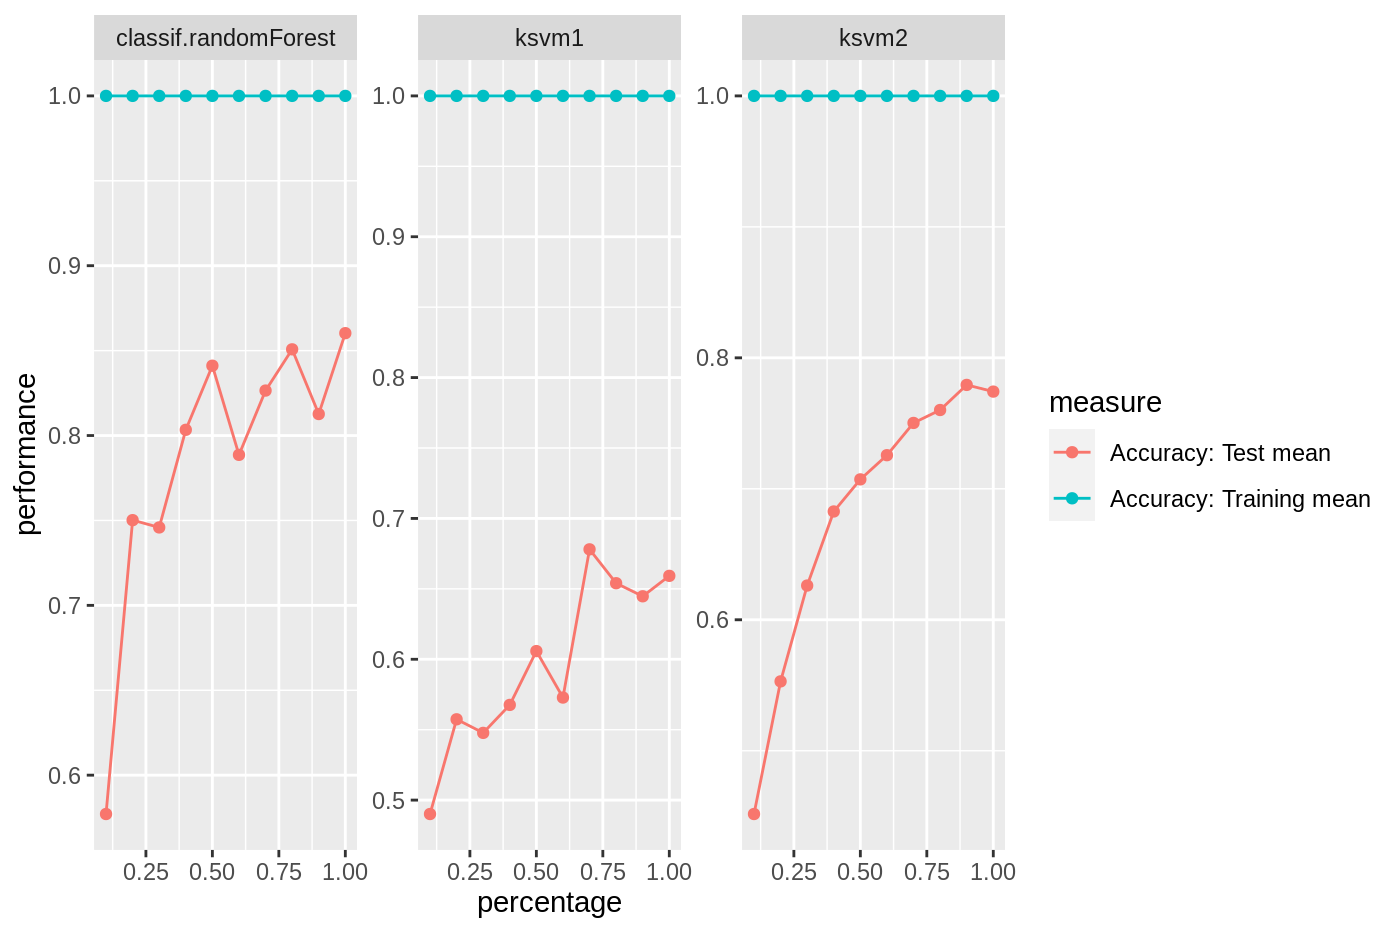 classif.randomForest
ksvm1
ksvm2
performance
1.0
0.9
0.8
0.7
0.6
1.0
0.9
0.8
0.7
0.6
0.5
1.0
0.8
0.6
0.25 0.50 0.75 1.00
0.25 0.50 0.75 1.00
0.25 0.50 0.75 1.00
percentage
measure
Accuracy: Test mean
Accuracy: Training mean